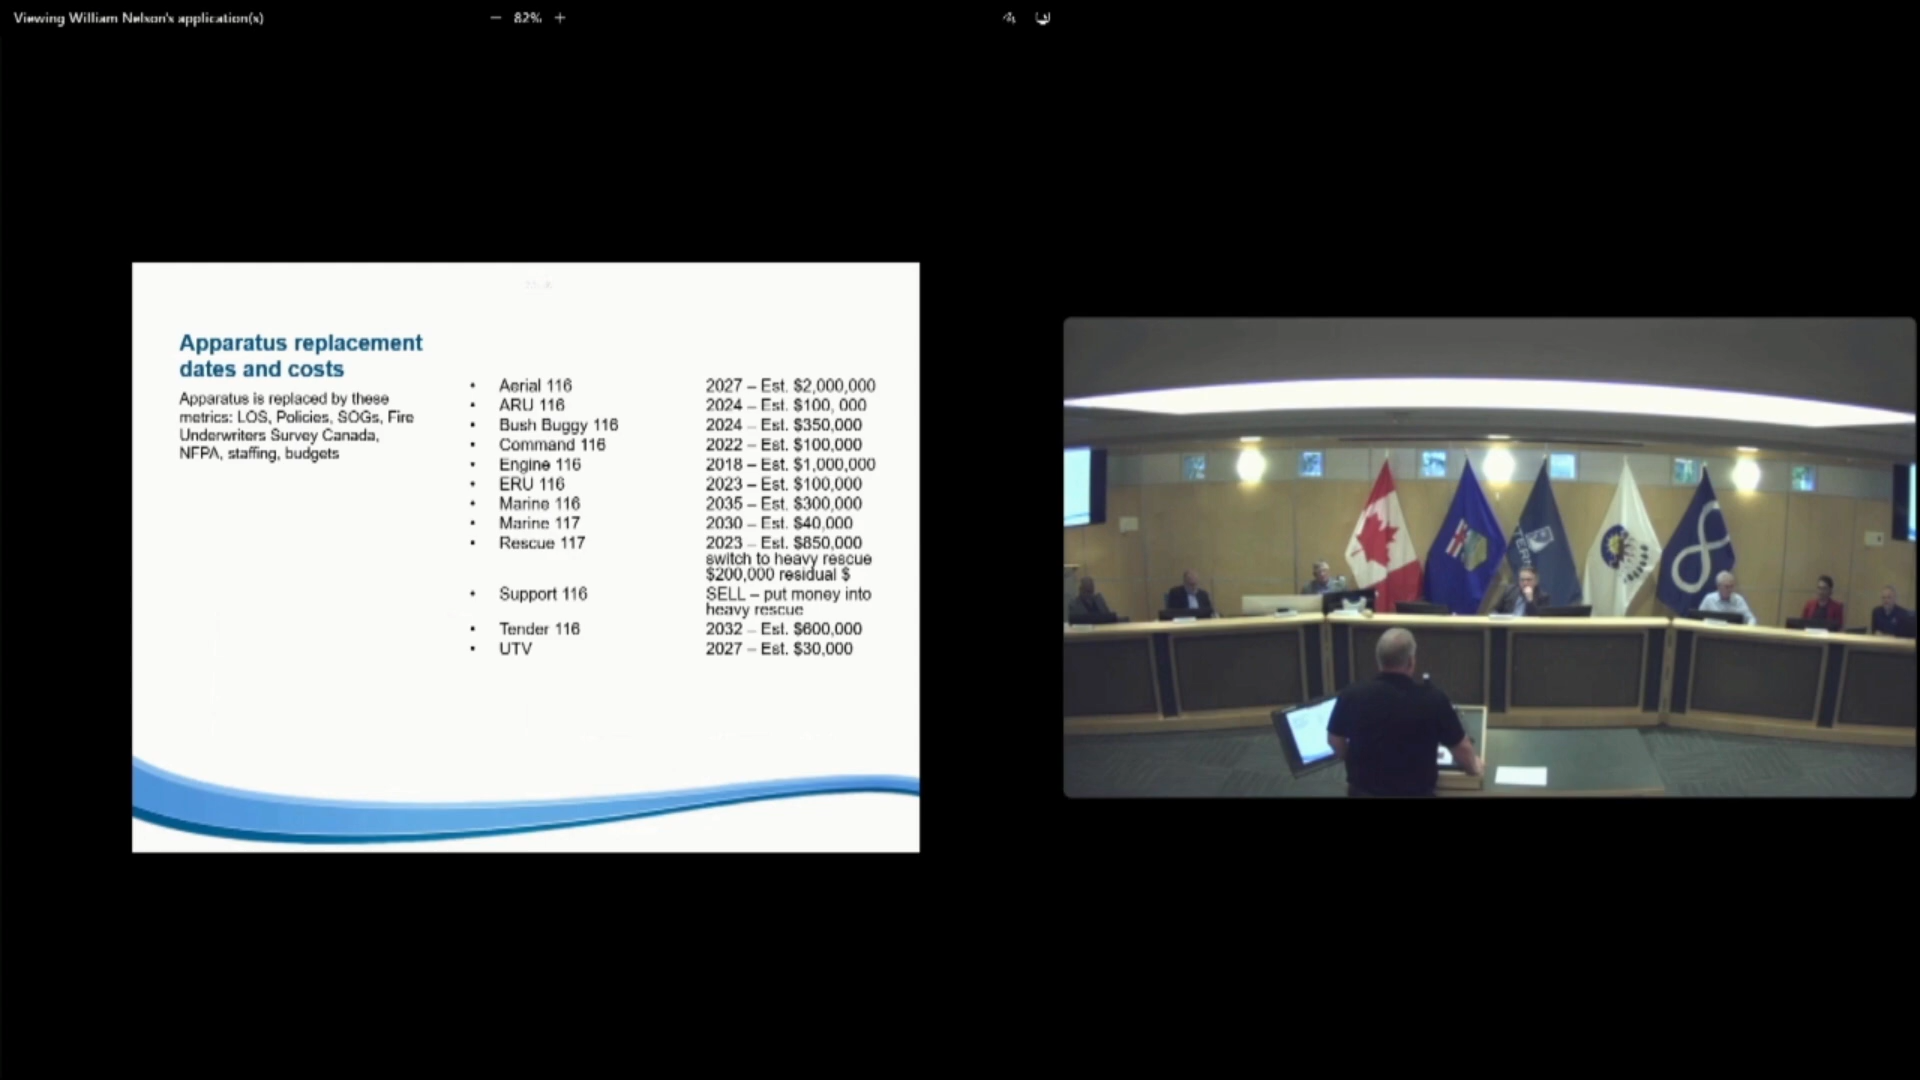 Viewing William Nelson's application(s)
82%
Apparatus replacement
dates and costs
Apparatus is replaced by these
metrics: LOS, Policies, SOGs, Fire
Underwriters Survey Canada,
NFPA, staffing, budgets
• Aerial 116 2027 – Est. $2,000,000
• ARU 116 2024 – Est. $100, 000
• Bush Buggy 116 2024 – Est. $350,000
• Command 116 2022 – Est. $100,000
• Engine 116 2018 – Est. $1,000,000
• ERU 116 2023 – Est. $100,000
• Marine 116 2035 – Est. $300,000
• Marine 117 2030 – Est. $40,000
• Rescue 117 2023 – Est. $850,000
switch to heavy rescue
$200,000 residual $
• Support 116 SELL – put money into
heavy rescue
• Tender 116 2032 – Est. $600,000
• UTV 2027 – Est. $30,000